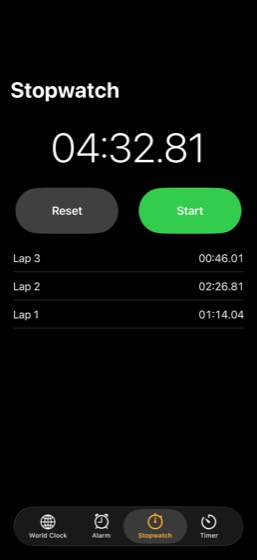 Stopwatch
04:32.81
Reset Start
Lap 3 00:46.01
Lap 2 02:26.81
Lap 1 01:14.04
World Clock Alarm Stopwatch Timer